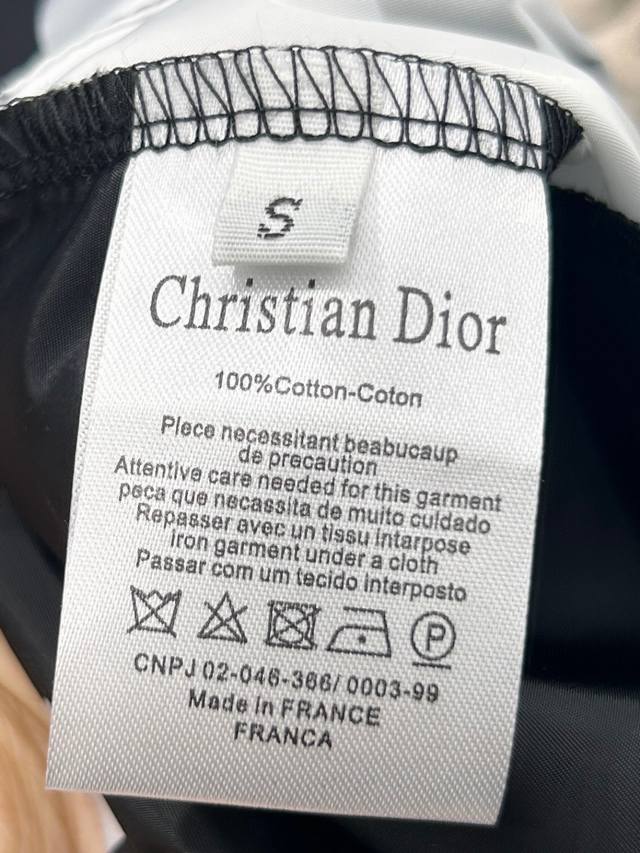 S
Christian Dior
100%Cotton-Coton
Plece necessitant beabucaup
de precaution
Attentive care needed for this garment
peca que necassita de muito cuidado
Repasser avec un tissu intarpose
iron garment under a cloth
Passar com um tecido interposto
P
CNPJ 02-046-366/ 0003-99
Made in FRANCE
FRANCA